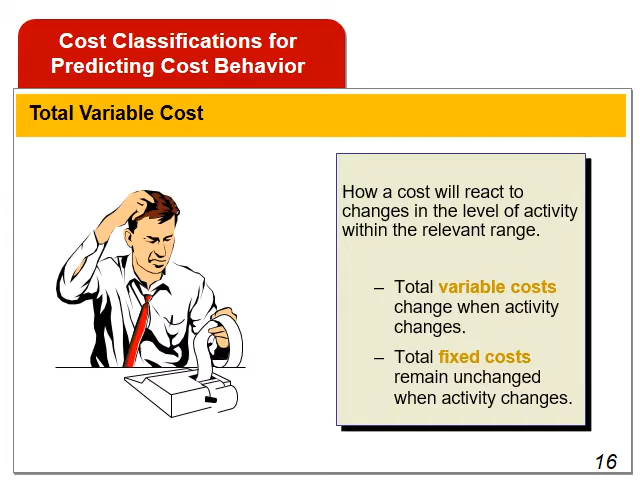 Cost Classifications for
Predicting Cost Behavior
Total Variable Cost
How a cost will react to
changes in the level of activity
within the relevant range.
– Total variable costs
change when activity
changes.
– Total fixed costs
remain unchanged
when activity changes.
16